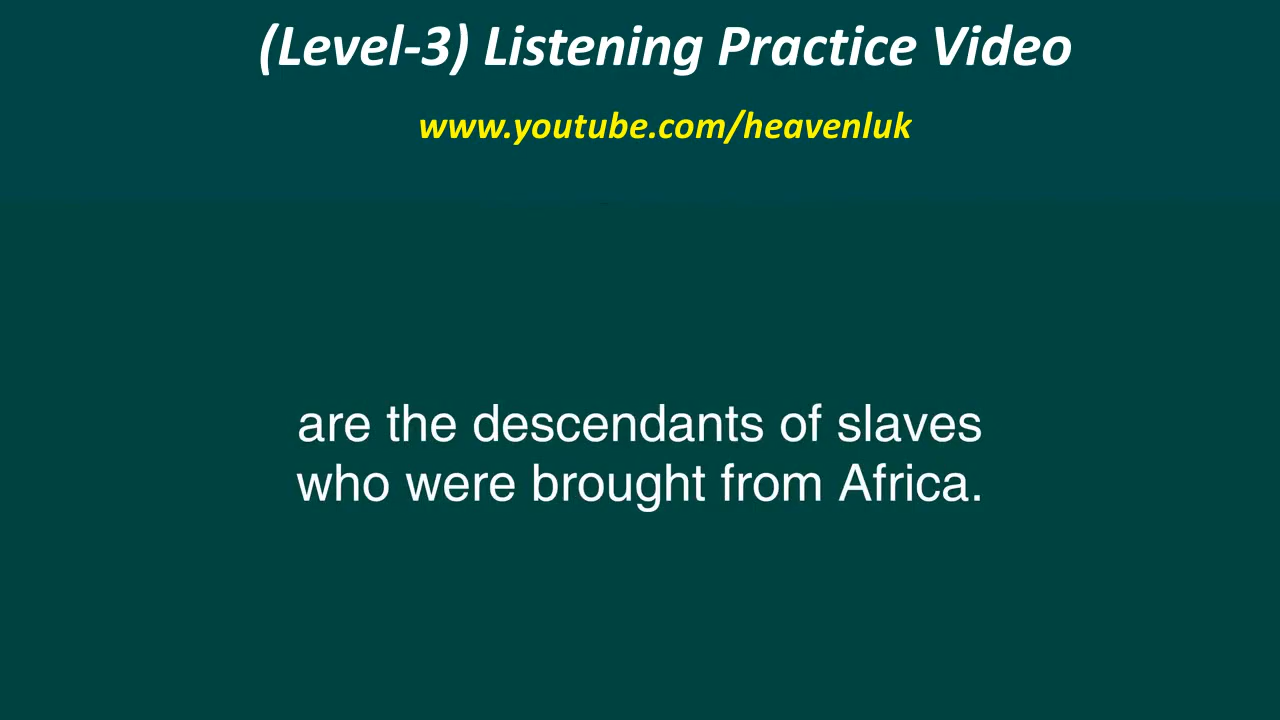 (Level-3) Listening Practice Video
www.youtube.com/heavenluk
are the descendants of slaves
who were brought from Africa.